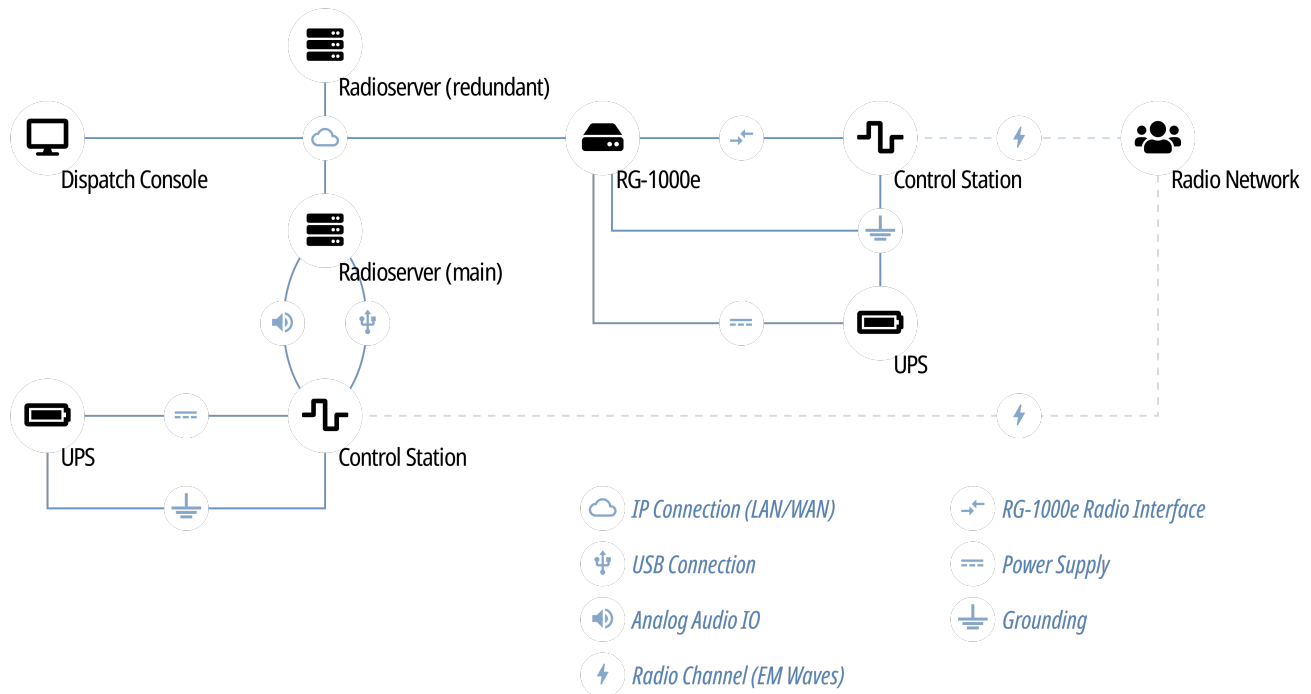 Radioserver (redundant)
Dispatch Console
RG-1000e
Control Station
Radio Network
Radioserver (main)
UPS
UPS
Control Station
IP Connection (LAN/WAN)
RG-1000e Radio Interface
USB Connection
Power Supply
Analog Audio IO
Grounding
Radio Channel (EM Waves)